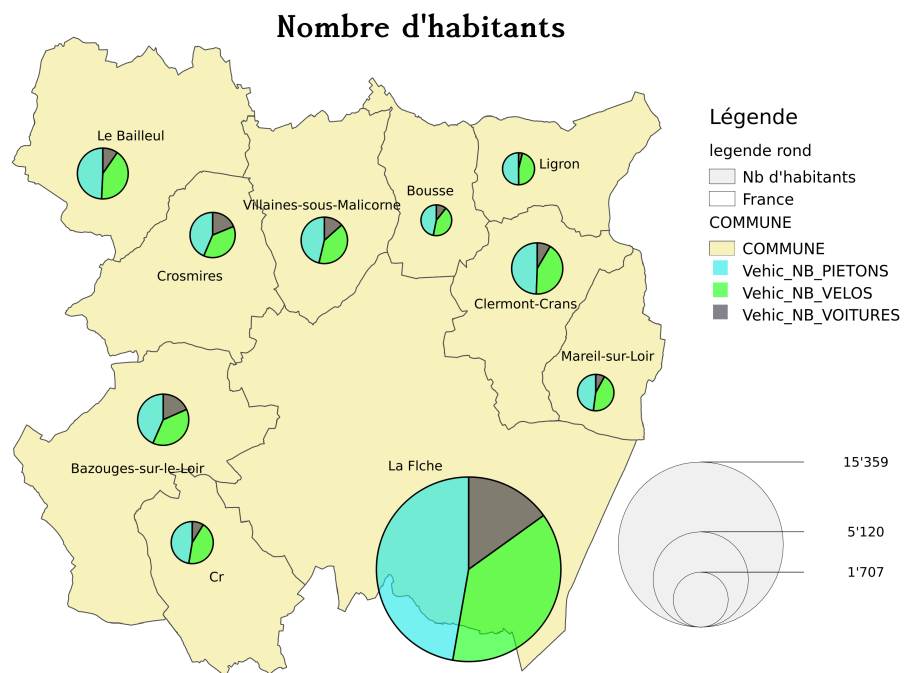 Nombre d'habitants
Légende
Le Bailleul
legende rond
Ligron
Nb d'habitants
Bousse
France
Villaines-sous-Malicorne
COMMUNE
COMMUNE
Crosmires
Vehic_NB_PIETONS
Vehic_NB_VELOS
Clermont-Crans
Vehic_NB_VOITURES
Mareil-sur-Loir
Bazouges-sur-le-Loir
La Flche
15'359
5'120
1'707
Cr